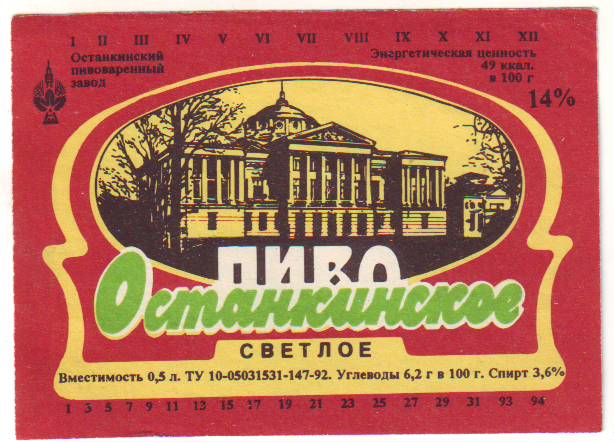 I II III IV V VI VII VIII IX X XI XII
Останкинский
пивоваренный
завод
Энергетическая ценность
49 ккал.
в 100 г
14%
ПИВО
Останкинское
СВЕТЛОЕ
Вместимость 0,5 л. ТУ 10-05031531-147-92. Углеводы 6,2 г в 100 г. Спирт 3,6%
1 3 5 7 9 11 13 15 17 19 21 23 25 27 29 31 93 94